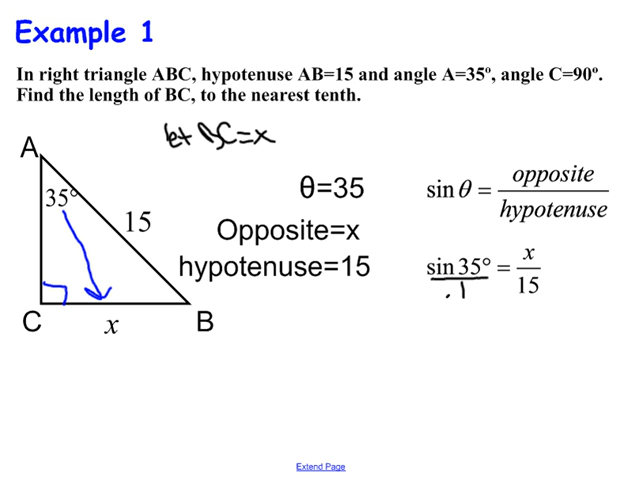 Example 1
In right triangle ABC, hypotenuse AB=15 and angle A=35º, angle C=90º.
Find the length of BC, to the nearest tenth.
let BC=x
A
35°
15
C
x
B
θ=35
Opposite=x
hypotenuse=15
sin θ = opposite
hypotenuse
sin 35° = x
15
1
Extend Page